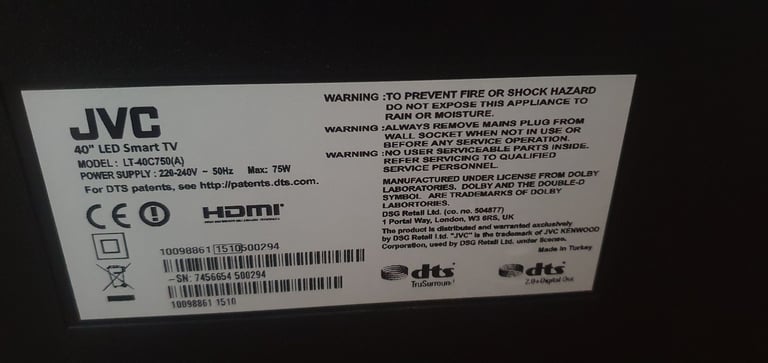 JVC
40" LED Smart TV
MODEL: LT-40C750(A)
POWER SUPPLY : 220-240V ~ 50Hz Max: 75W
For DTS patents, see http://patents.dts.com.
CE
HDMI
10098861 1510500294
-SN: 7456654 500294
10098861 1510
WARNING :TO PREVENT FIRE OR SHOCK HAZARD
DO NOT EXPOSE THIS APPLIANCE TO
RAIN OR MOISTURE.
WARNING :ALWAYS REMOVE MAINS PLUG FROM
WALL SOCKET WHEN NOT IN USE OR
BEFORE ANY SERVICE OPERATION.
WARNING :NO USER SERVICEABLE PARTS INSIDE.
REFER SERVICING TO QUALIFIED
SERVICE PERSONNEL.
MANUFACTURED UNDER LICENSE FROM DOLBY
LABORATORIES. DOLBY AND THE DOUBLE-D
SYMBOL ARE TRADEMARKS OF DOLBY
LABORTORIES.
DSG Retail Ltd. (co. no. 504877)
1 Portal Way, London, W3 6RS, UK
The product is distributed and warranted exclusively
by DSG Retail Ltd. "JVC" is the trademark of JVC KENWOOD
Corporation, used by DSG Retail Ltd. under license.
Made in Turkey
dts
TruSurround
dts
2.0+Digital Out